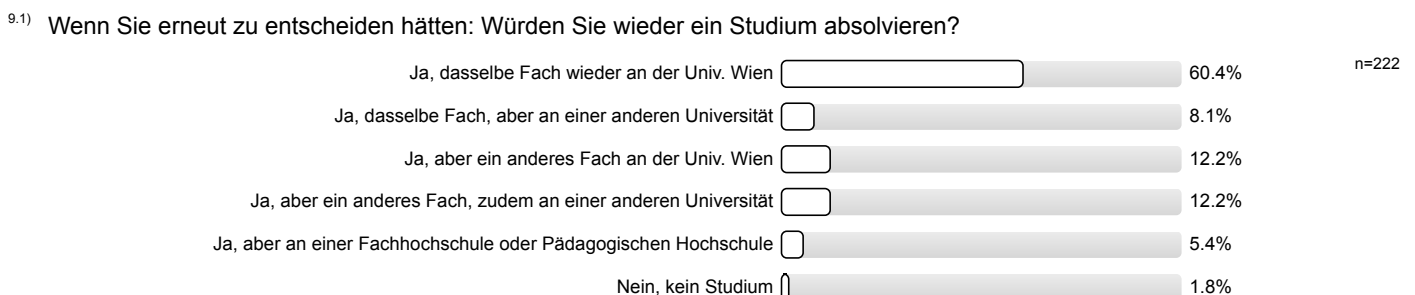 9.1) Wenn Sie erneut zu entscheiden hätten: Würden Sie wieder ein Studium absolvieren?
Ja, dasselbe Fach wieder an der Univ. Wien 60.4% n=222
Ja, dasselbe Fach, aber an einer anderen Universität 8.1%
Ja, aber ein anderes Fach an der Univ. Wien 12.2%
Ja, aber ein anderes Fach, zudem an einer anderen Universität 12.2%
Ja, aber an einer Fachhochschule oder Pädagogischen Hochschule 5.4%
Nein, kein Studium 1.8%